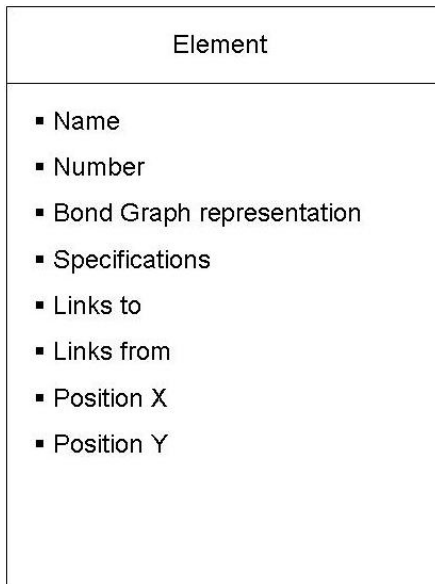 Element
▪ Name
▪ Number
▪ Bond Graph representation
▪ Specifications
▪ Links to
▪ Links from
▪ Position X
▪ Position Y